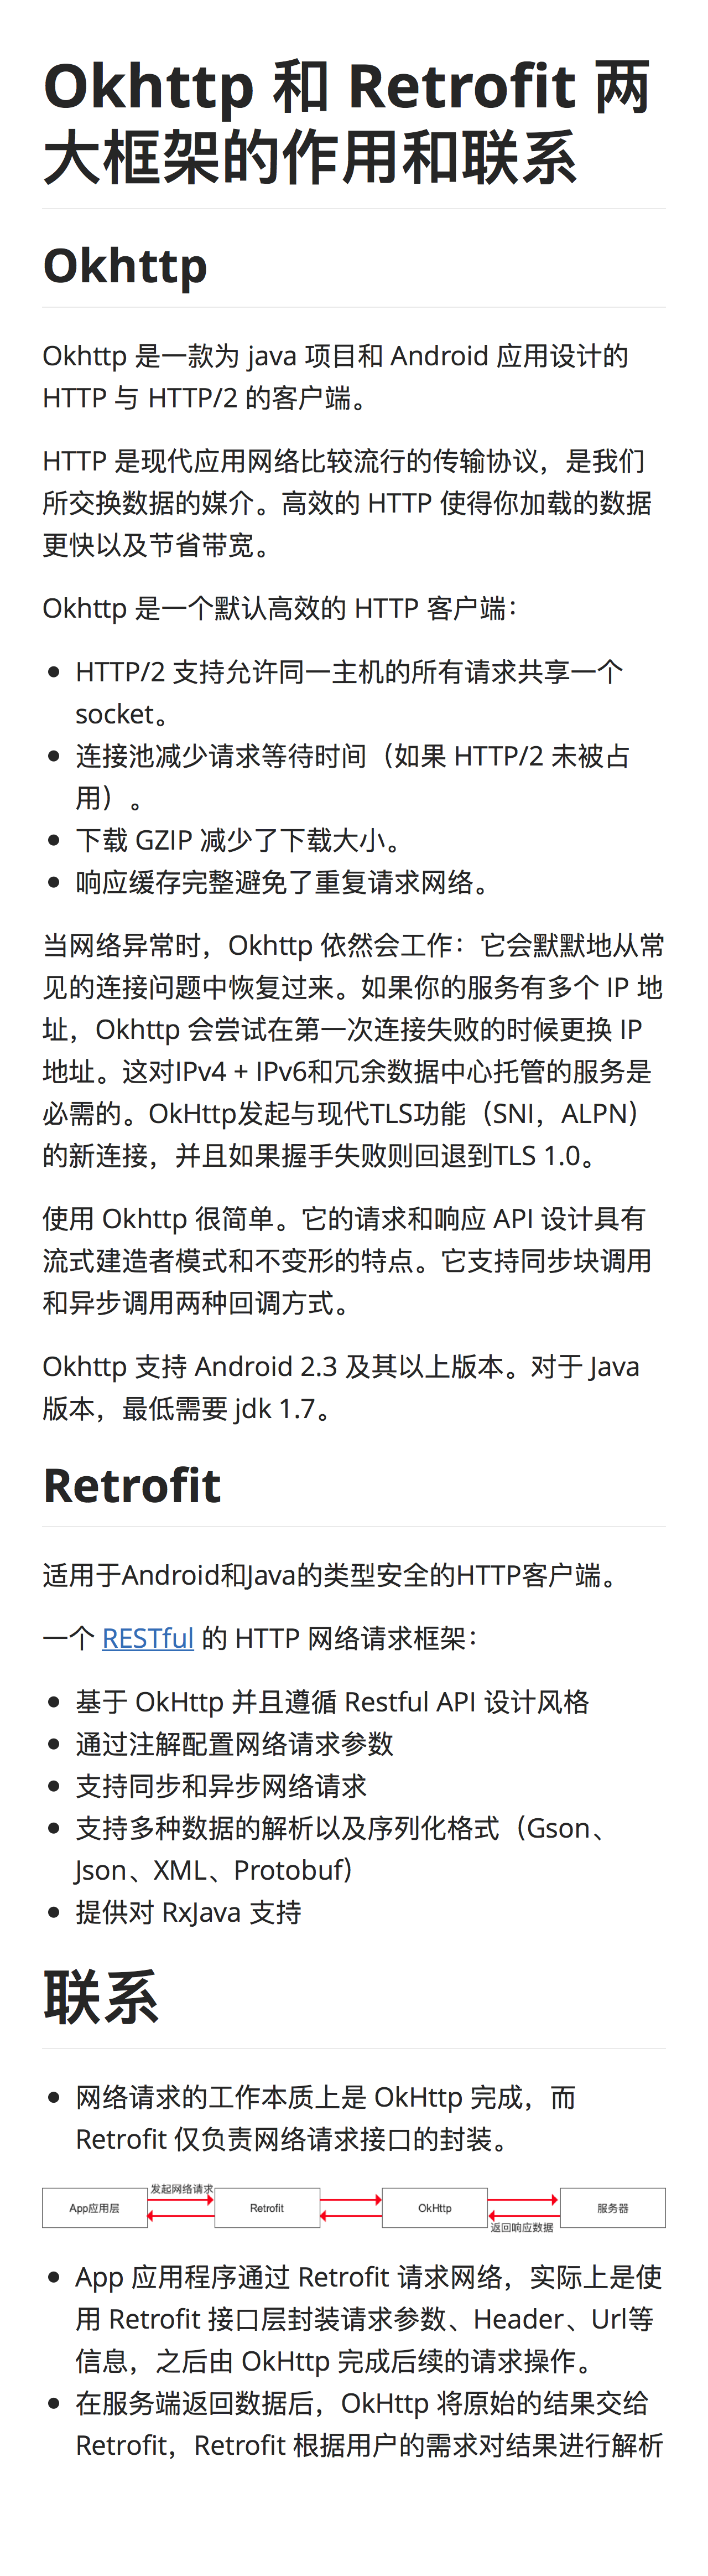 Okhttp 和 Retrofit 两
大框架的作用和联系
Okhttp
Okhttp 是一款为 java 项目和 Android 应用设计的
HTTP 与 HTTP/2 的客户端。
HTTP 是现代应用网络比较流行的传输协议，是我们
所交换数据的媒介。高效的 HTTP 使得你加载的数据
更快以及节省带宽。
Okhttp 是一个默认高效的 HTTP 客户端：
HTTP/2 支持允许同一主机的所有请求共享一个
socket。
连接池减少请求等待时间（如果 HTTP/2 未被占
用）。
下载 GZIP 减少了下载大小。
响应缓存完整避免了重复请求网络。
当网络异常时，Okhttp 依然会工作：它会默默地从常
见的连接问题中恢复过来。如果你的服务有多个 IP 地
址，Okhttp 会尝试在第一次连接失败的时候更换 IP
地址。这对IPv4 + IPv6和冗余数据中心托管的服务是
必需的。OkHttp发起与现代TLS功能（SNI，ALPN）
的新连接，并且如果握手失败则回退到TLS 1.0。
使用 Okhttp 很简单。它的请求和响应 API 设计具有
流式建造者模式和不变形的特点。它支持同步块调用
和异步调用两种回调方式。
Okhttp 支持 Android 2.3 及其以上版本。对于 Java
版本，最低需要 jdk 1.7。
Retrofit
适用于Android和Java的类型安全的HTTP客户端。
一个 RESTful 的 HTTP 网络请求框架：
基于 OkHttp 并且遵循 Restful API 设计风格
通过注解配置网络请求参数
支持同步和异步网络请求
支持多种数据的解析以及序列化格式（Gson、
Json、XML、Protobuf）
提供对 RxJava 支持
联系
网络请求的工作本质上是 OkHttp 完成，而
Retrofit 仅负责网络请求接口的封装。
发起网络请求
App应用层 Retrofit OkHttp 服务器
返回响应数据
App 应用程序通过 Retrofit 请求网络，实际上是使
用 Retrofit 接口层封装请求参数、Header、Url等
信息，之后由 OkHttp 完成后续的请求操作。
在服务端返回数据后，OkHttp 将原始的结果交给
Retrofit，Retrofit 根据用户的需求对结果进行解析